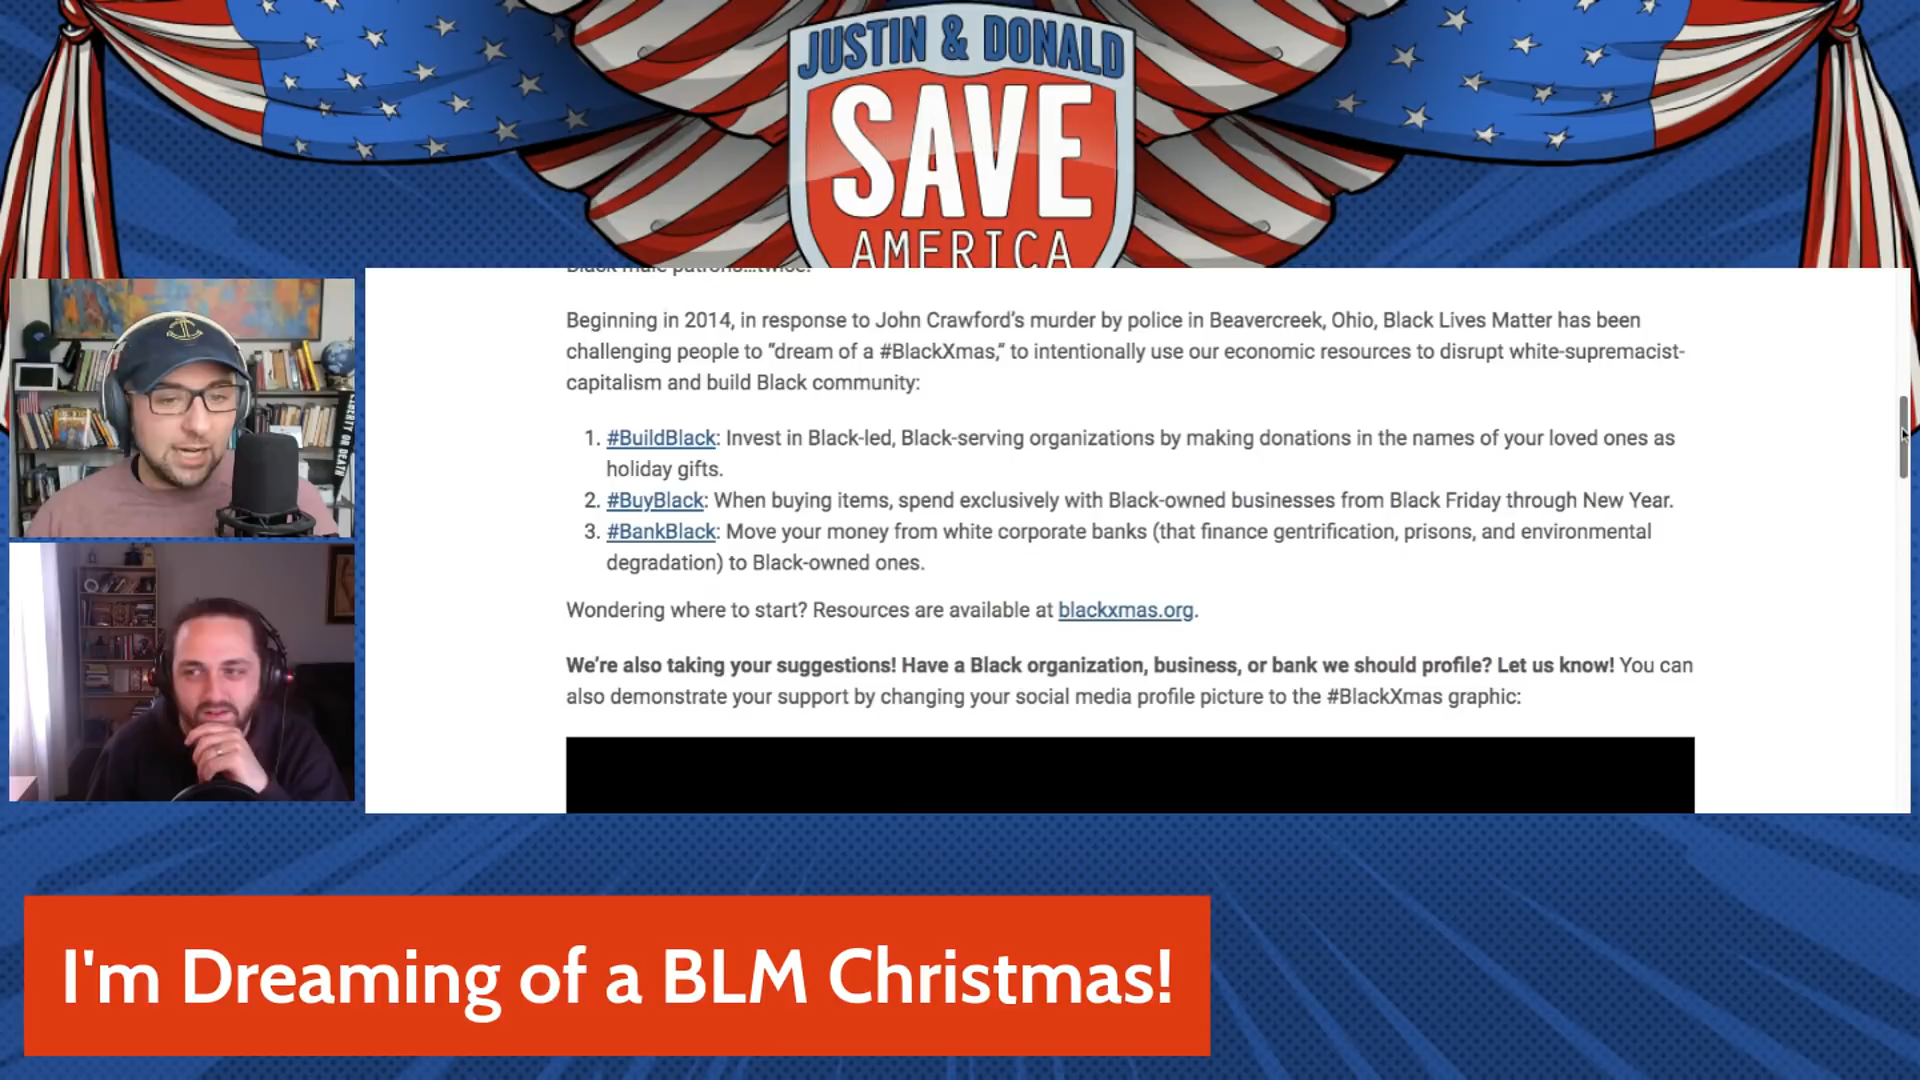 JUSTIN & DONALD
SAVE
AMERICA
Black male patrons...twice!
Beginning in 2014, in response to John Crawford's murder by police in Beavercreek, Ohio, Black Lives Matter has been
challenging people to "dream of a #BlackXmas," to intentionally use our economic resources to disrupt white-supremacist-
capitalism and build Black community:
1. #BuildBlack: Invest in Black-led, Black-serving organizations by making donations in the names of your loved ones as
holiday gifts.
2. #BuyBlack: When buying items, spend exclusively with Black-owned businesses from Black Friday through New Year.
3. #BankBlack: Move your money from white corporate banks (that finance gentrification, prisons, and environmental
degradation) to Black-owned ones.
Wondering where to start? Resources are available at blackxmas.org.
We're also taking your suggestions! Have a Black organization, business, or bank we should profile? Let us know! You can
also demonstrate your support by changing your social media profile picture to the #BlackXmas graphic:
LIBERTY OR DEATH
I'm Dreaming of a BLM Christmas!